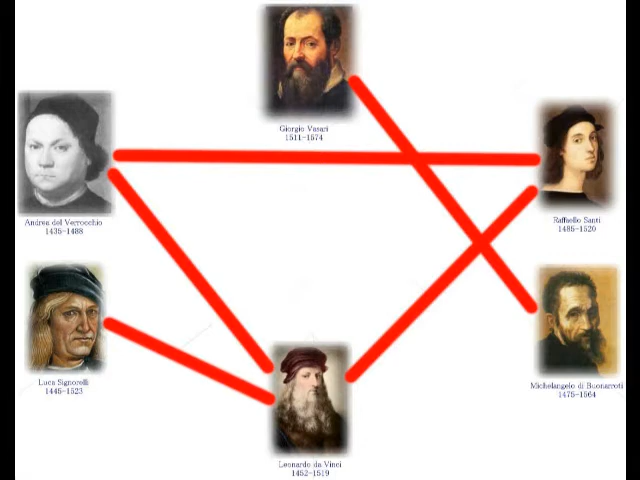 Giorgio Vasari
1511-1574
Andrea del Verrocchio
1435-1488
Raffaello Santi
1485-1520
Luca Signorelli
1445-1523
Michelangelo di Buonarroti
1475-1564
Leonardo da Vinci
1452-1519